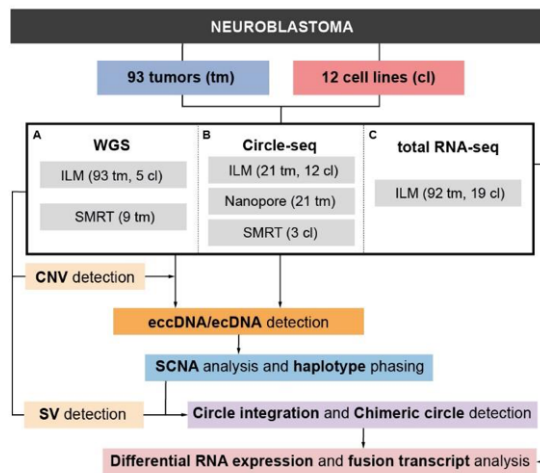 NEUROBLASTOMA
93 tumors (tm)
12 cell lines (cl)
A
WGS
ILM (93 tm, 5 cl)
SMRT (9 tm)
B
Circle-seq
ILM (21 tm, 12 cl)
Nanopore (21 tm)
SMRT (3 cl)
C
total RNA-seq
ILM (92 tm, 19 cl)
CNV detection
eccDNA/ecDNA detection
SCNA analysis and haplotype phasing
SV detection
Circle integration and Chimeric circle detection
Differential RNA expression and fusion transcript analysis